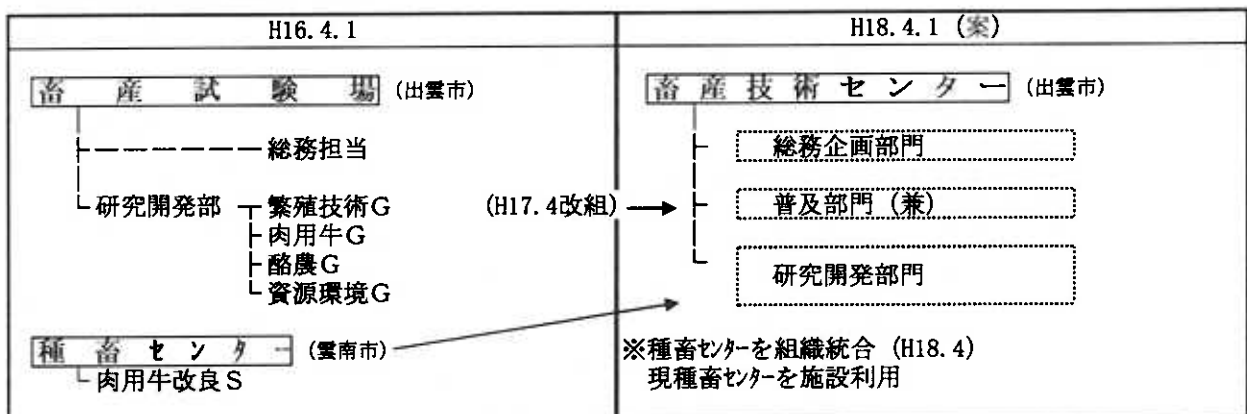 H16.4.1
畜産試験場 (出雲市)
総務担当
研究開発部 繁殖技術G
肉用牛G
酪農G
資源環境G
種畜センター (雲南市)
肉用牛改良S
H18.4.1 (案)
畜産技術センター (出雲市)
総務企画部門
(H17.4改組) → 普及部門 (兼)
研究開発部門
※種畜センターを組織統合 (H18.4)
現種畜センターを施設利用